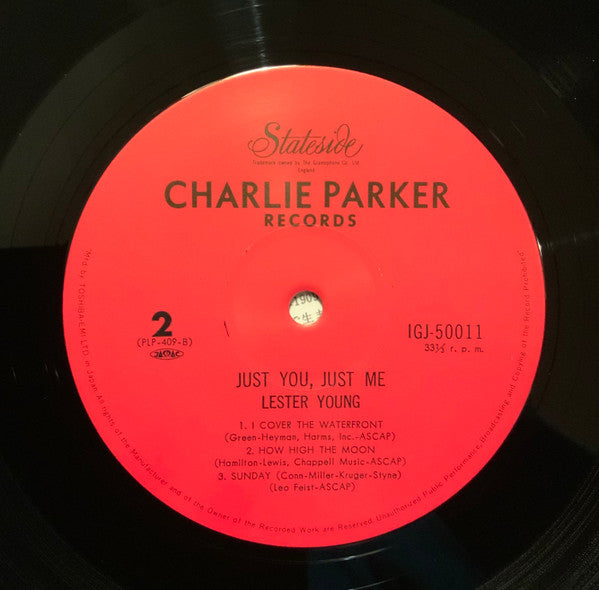 Stateside
Trademark owned by The Gramophone Co. Ltd.
England
CHARLIE PARKER
RECORDS
2
(PLP-409-B)
JASRAC
IGJ-50011
33⅓ r. p. m.
-1909
JUST YOU, JUST ME
LESTER YOUNG
1. I COVER THE WATERFRONT
(Green-Heyman, Harms, Inc.-ASCAP)
2. HOW HIGH THE MOON
(Hamilton-Lewis, Chappell Music-ASCAP)
3. SUNDAY (Conn-Miller-Kruger-Styne)
(Leo Feist-ASCAP)
Mfd by TOSHIBA-EMI LTD. in Japan. All rights of the Manufacturer and of the Owner of the Recorded Work are Reserved. Unauthorized Public Performance, Broadcasting and Copying of the Record Prohibited.